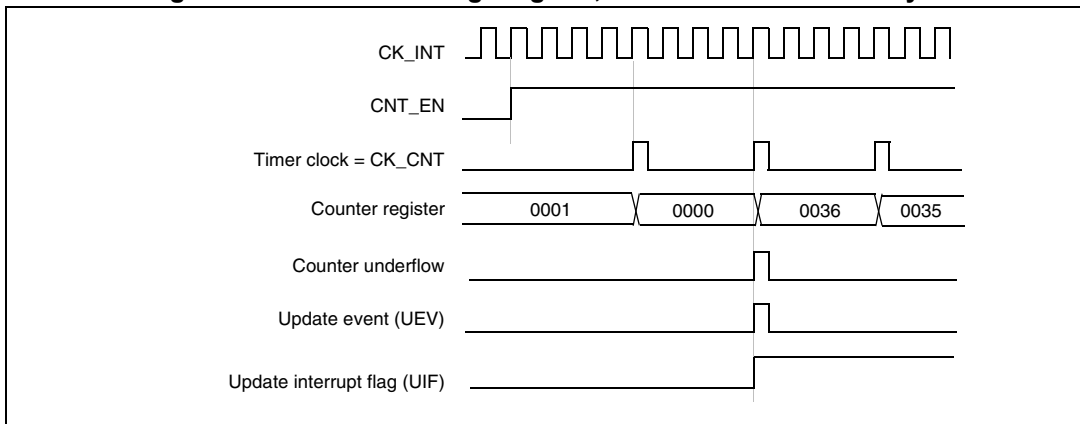 CK_INT
CNT_EN
Timer clock = CK_CNT
Counter register 0001 0000 0036 0035
Counter underflow
Update event (UEV)
Update interrupt flag (UIF)